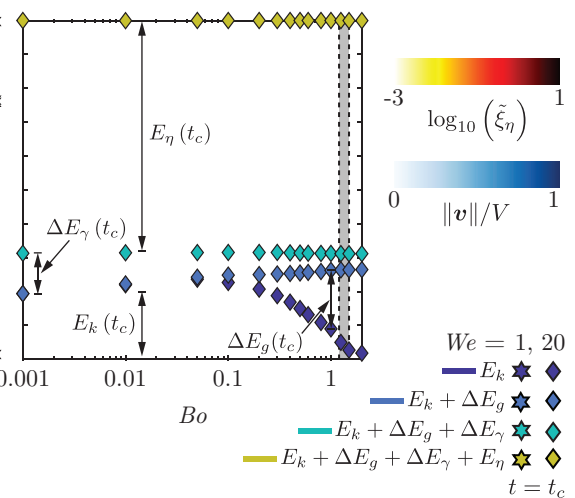 E_η (t_c)
ΔE_γ (t_c)
E_k (t_c)
ΔE_g(t_c)
0.001 0.01 0.1 1
Bo
-3 1
log₁₀ (ξ̃_η)
0 1
‖v‖/V
We = 1, 20
E_k
E_k + ΔE_g
E_k + ΔE_g + ΔE_γ
E_k + ΔE_g + ΔE_γ + E_η
t = t_c